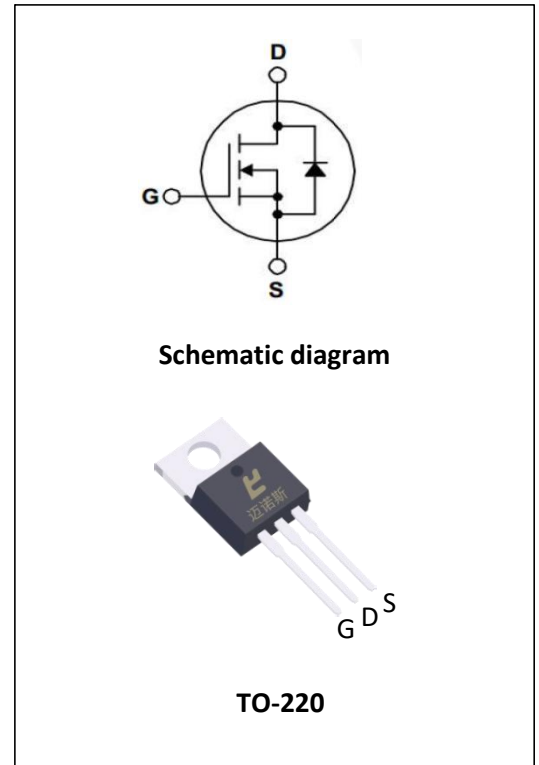 D
G
S
Schematic diagram
迈诺斯
G D S
TO-220